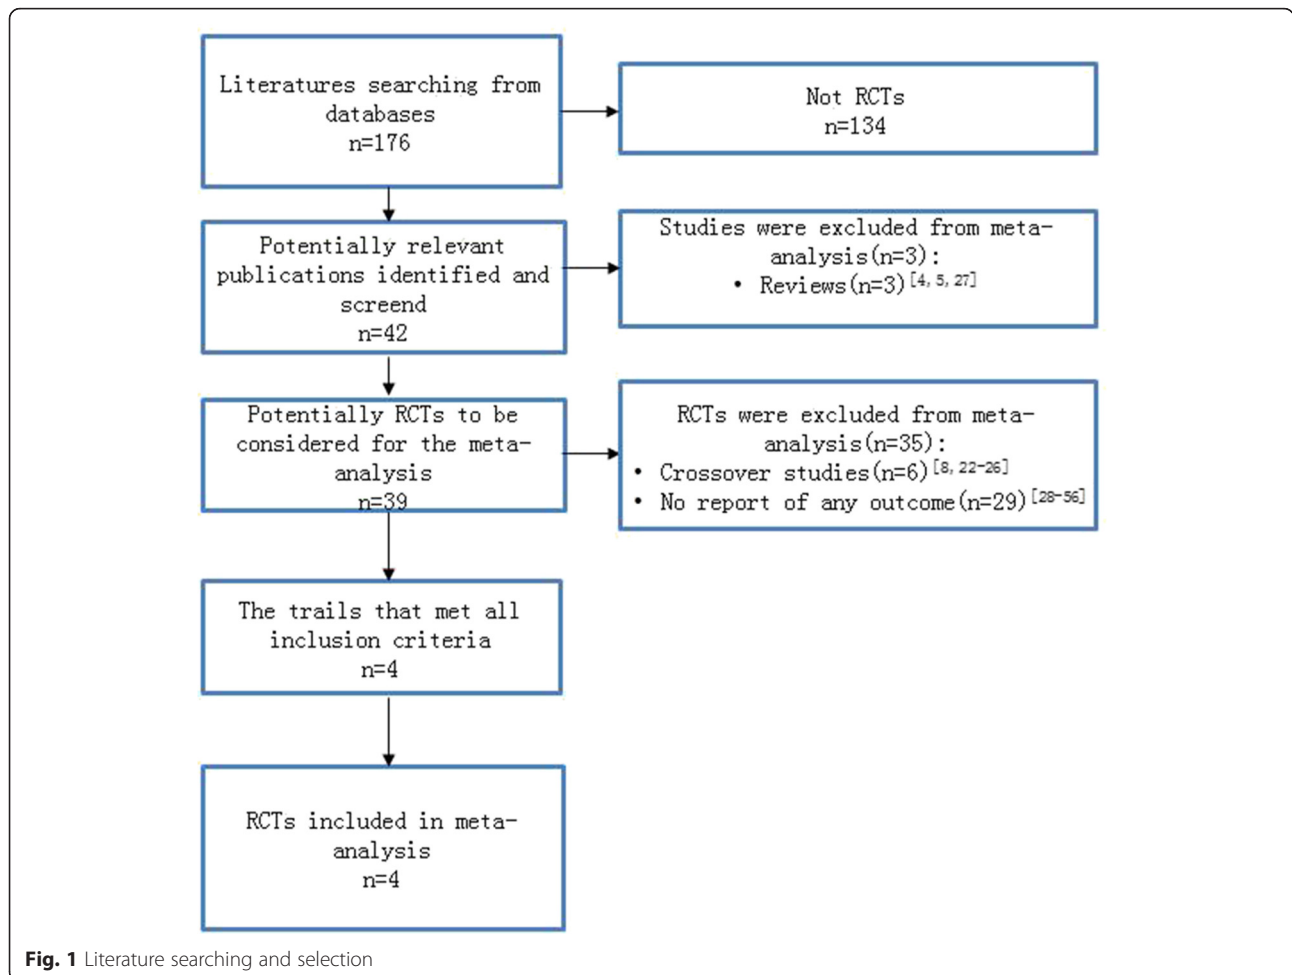 Literatures searching from
databases
n=176
Not RCTs
n=134
Potentially relevant
publications identified and
screend
n=42
Studies were excluded from meta-
analysis(n=3):
• Reviews(n=3)[4, 5, 27]
Potentially RCTs to be
considered for the meta-
analysis
n=39
RCTs were excluded from meta-
analysis(n=35):
• Crossover studies(n=6)[8, 22-26]
• No report of any outcome(n=29)[28-56]
The trails that met all
inclusion criteria
n=4
RCTs included in meta-
analysis
n=4
Fig. 1 Literature searching and selection